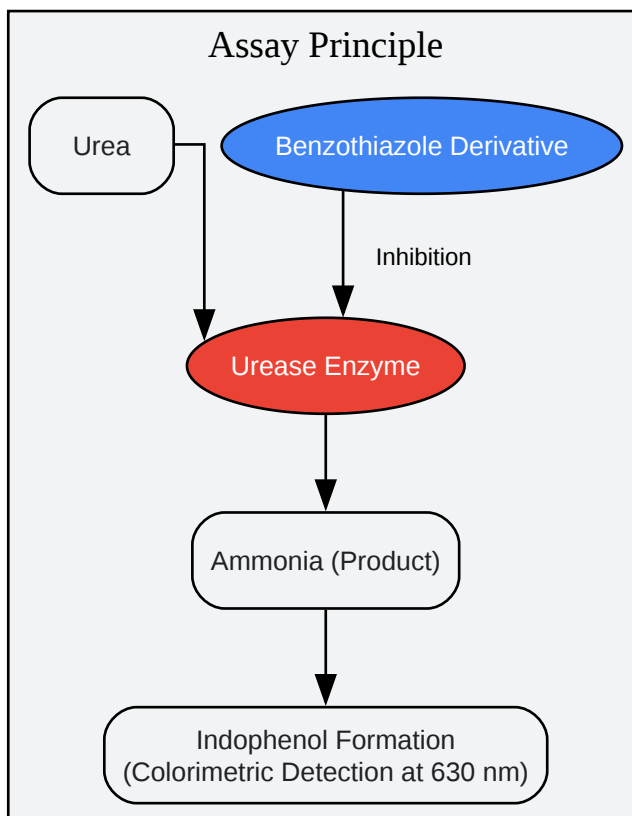 Assay Principle
Urea
Benzothiazole Derivative
Inhibition
Urease Enzyme
Ammonia (Product)
Indophenol Formation
(Colorimetric Detection at 630 nm)